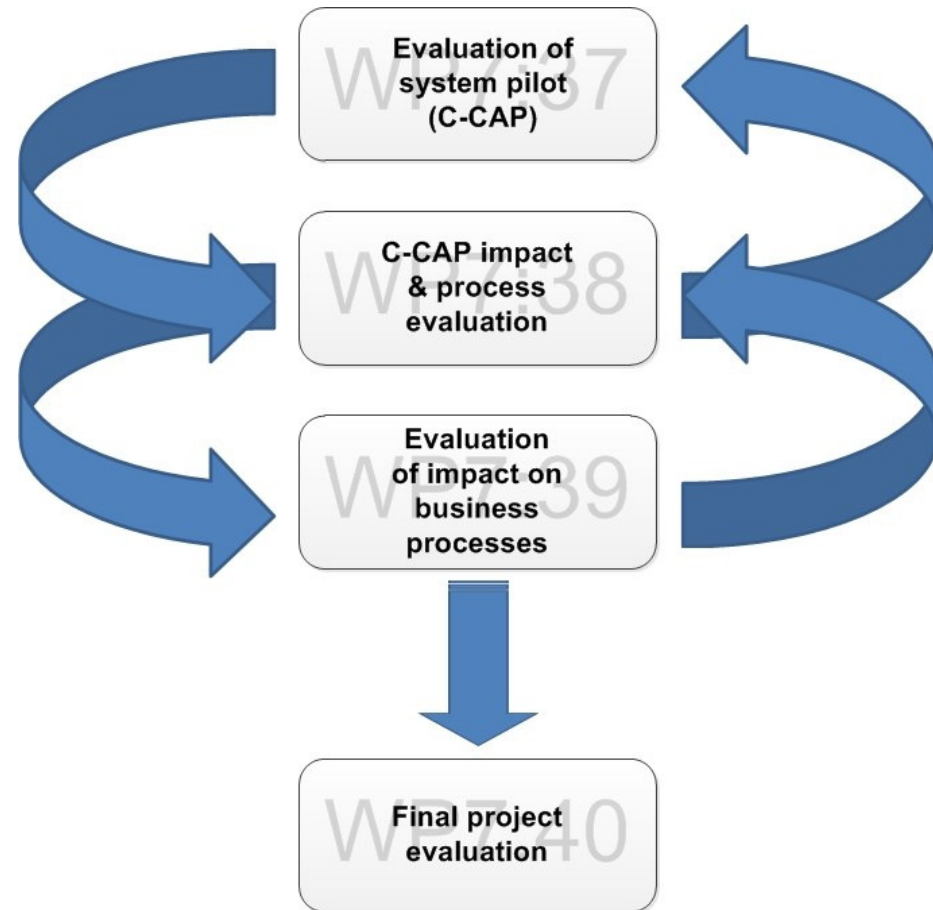 WP7:37
Evaluation of
system pilot
(C-CAP)
WP7:38
C-CAP impact
& process
evaluation
WP7:39
Evaluation
of impact on
business
processes
WP7:40
Final project
evaluation